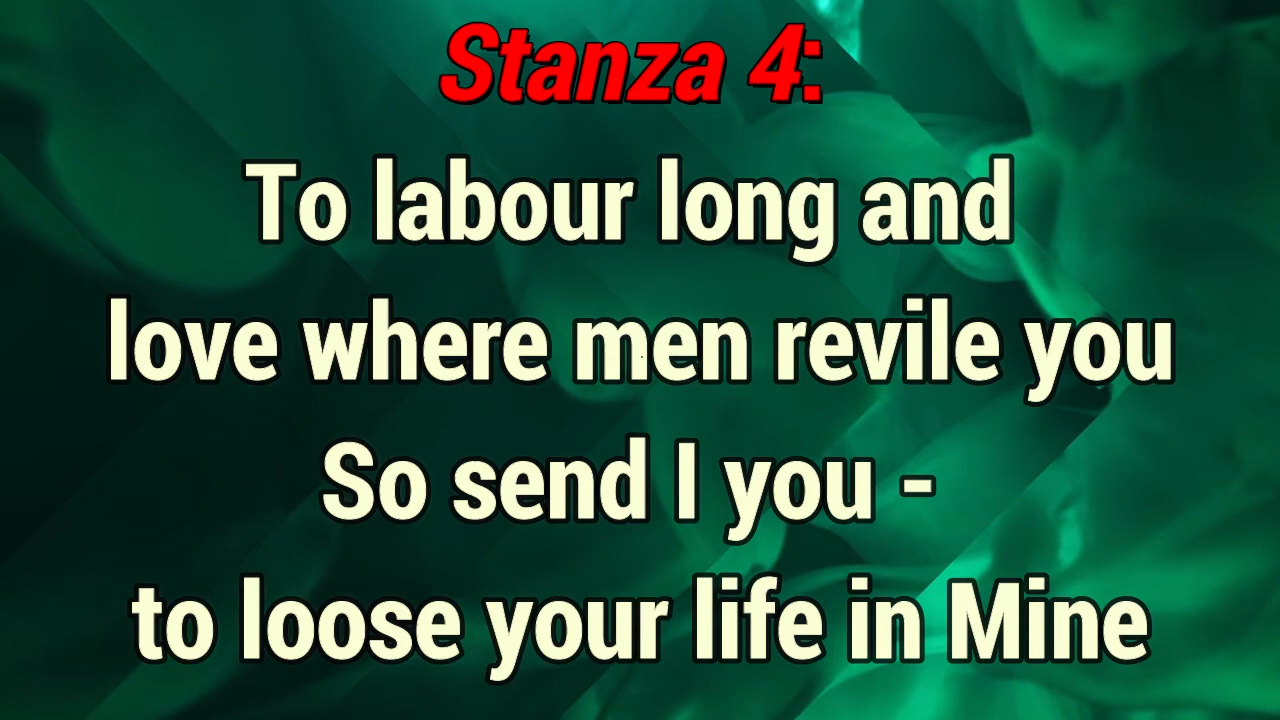 Stanza 4:
To labour long and
love where men revile you
So send I you -
to loose your life in Mine